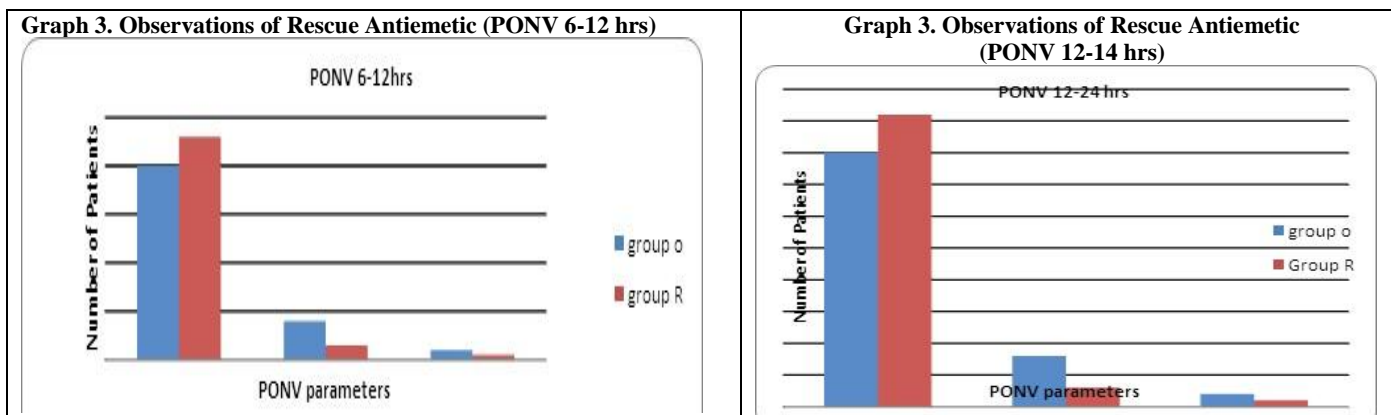 Graph 3. Observations of Rescue Antiemetic (PONV 6-12 hrs)
PONV 6-12hrs
Number of Patients
group o
group R
PONV parameters
Graph 3. Observations of Rescue Antiemetic
(PONV 12-14 hrs)
PONV 12-24 hrs
Number of Patients
group o
Group R
PONV parameters